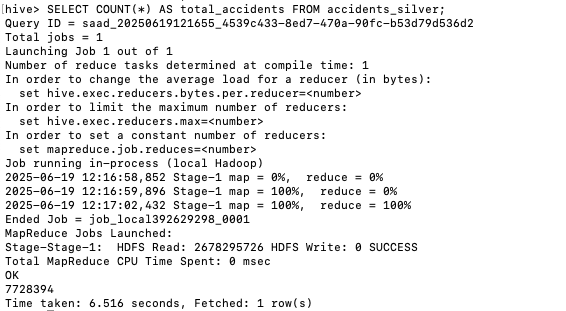 hive> SELECT COUNT(*) AS total_accidents FROM accidents_silver;
Query ID = saad_20250619121655_4539c433-8ed7-470a-90fc-b53d79d536d2
Total jobs = 1
Launching Job 1 out of 1
Number of reduce tasks determined at compile time: 1
In order to change the average load for a reducer (in bytes):
  set hive.exec.reducers.bytes.per.reducer=<number>
In order to limit the maximum number of reducers:
  set hive.exec.reducers.max=<number>
In order to set a constant number of reducers:
  set mapreduce.job.reduces=<number>
Job running in-process (local Hadoop)
2025-06-19 12:16:58,852 Stage-1 map = 0%,  reduce = 0%
2025-06-19 12:16:59,896 Stage-1 map = 100%,  reduce = 0%
2025-06-19 12:17:02,432 Stage-1 map = 100%,  reduce = 100%
Ended Job = job_local392629298_0001
MapReduce Jobs Launched:
Stage-Stage-1:  HDFS Read: 2678295726 HDFS Write: 0 SUCCESS
Total MapReduce CPU Time Spent: 0 msec
OK
7728394
Time taken: 6.516 seconds, Fetched: 1 row(s)